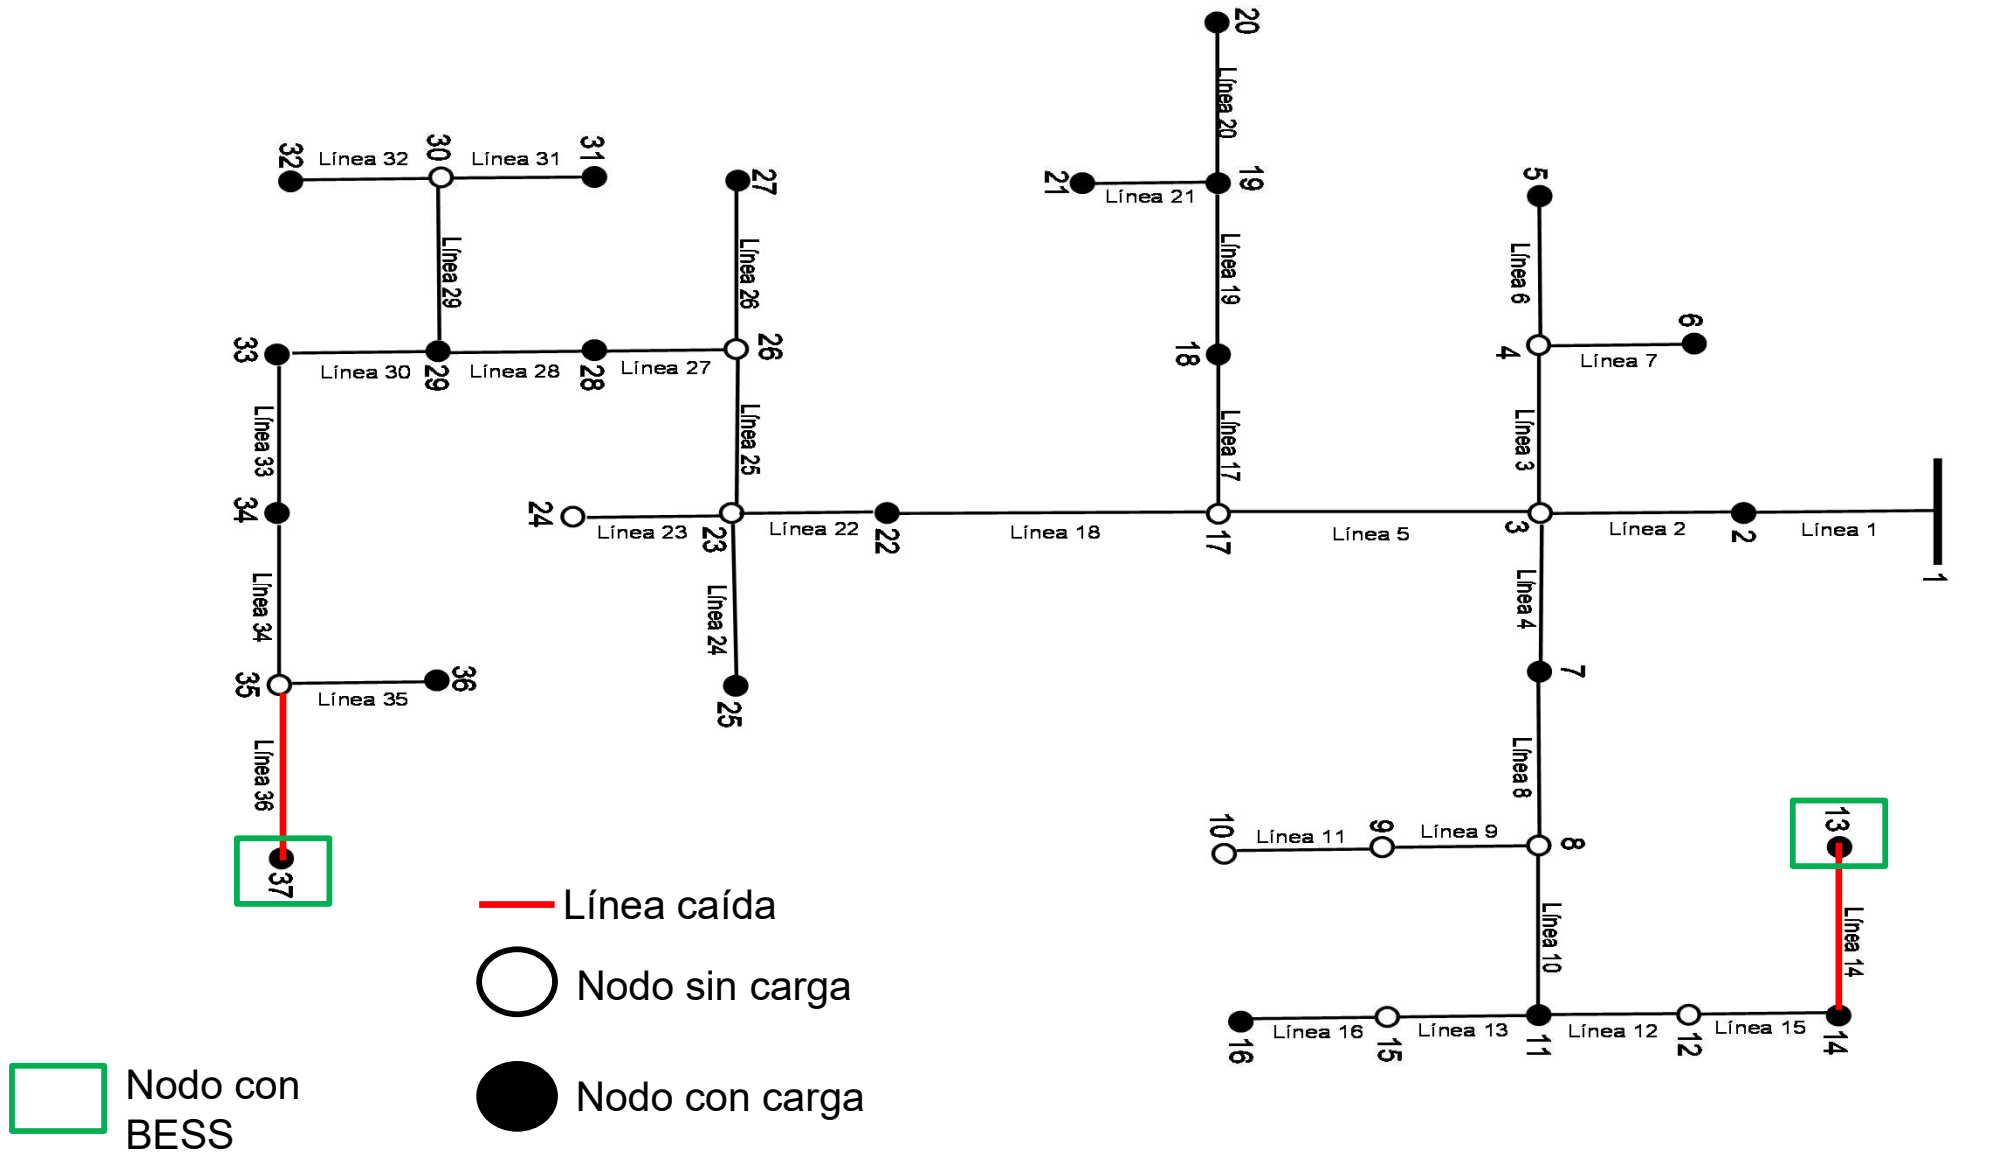 20
Línea 20
32
Línea 32
30
Línea 31
31
27
21
Línea 21
19
5
Línea 29
Línea 26
Línea 19
Línea 6
6
33
Línea 30
29
Línea 28
28
Línea 27
26
18
4
Línea 7
Línea 33
Línea 25
Línea 17
Línea 3
34
24
Línea 23
23
Línea 22
22
Línea 18
17
Línea 5
3
Línea 2
2
Línea 1
1
Línea 34
Línea 24
Línea 4
35
Línea 35
36
25
7
Línea 36
Línea 8
10
Línea 11
9
Línea 9
8
13
37
Línea caída
Línea 10
Línea 14
Nodo sin carga
16
Línea 16
15
Línea 13
11
Línea 12
12
Línea 15
14
Nodo con
BESS
Nodo con carga